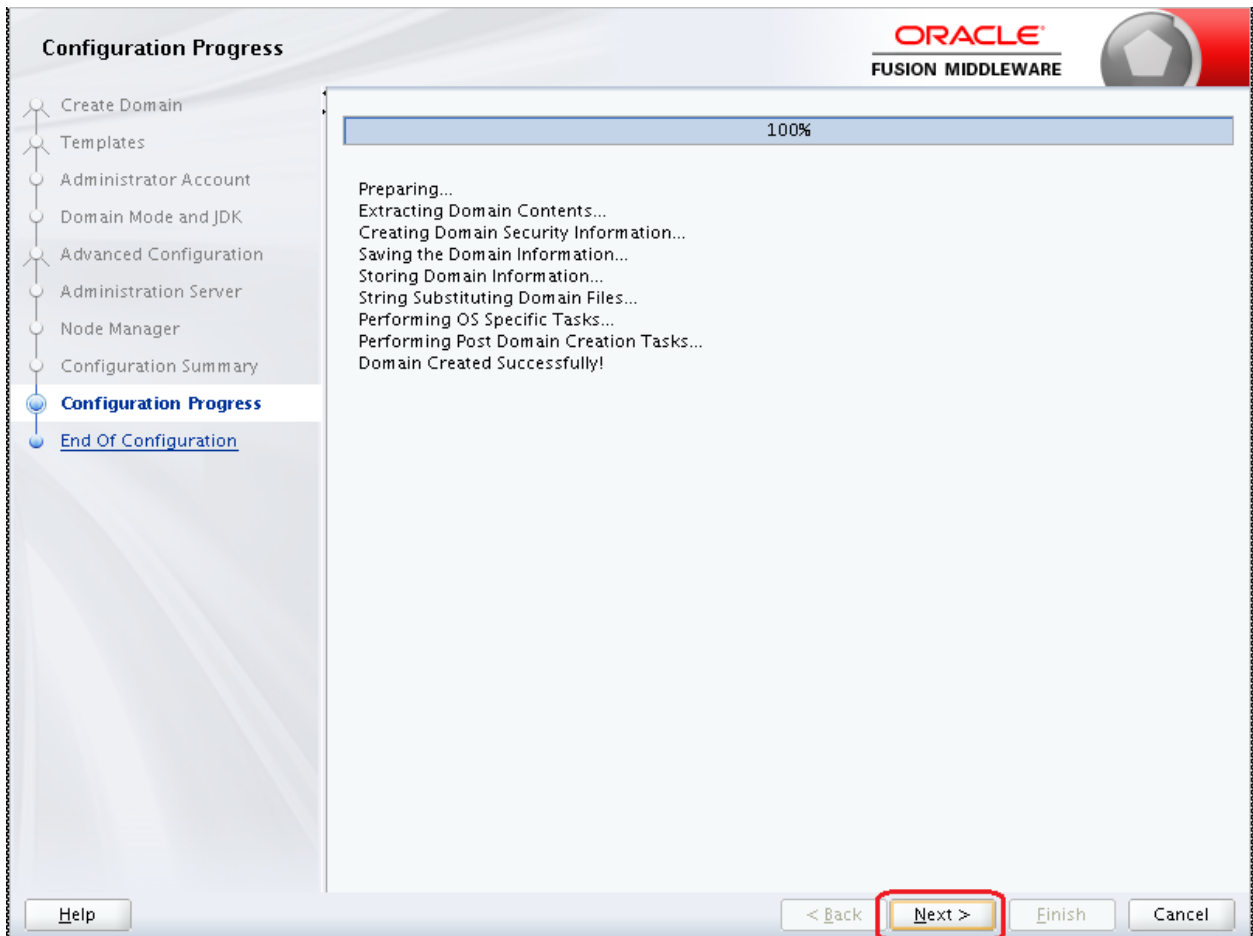 Configuration Progress
ORACLE
FUSION MIDDLEWARE
Create Domain
Templates
Administrator Account
Domain Mode and JDK
Advanced Configuration
Administration Server
Node Manager
Configuration Summary
Configuration Progress
End Of Configuration
100%
Preparing...
Extracting Domain Contents...
Creating Domain Security Information...
Saving the Domain Information...
Storing Domain Information...
String Substituting Domain Files...
Performing OS Specific Tasks...
Performing Post Domain Creation Tasks...
Domain Created Successfully!
Help
< Back
Next >
Finish
Cancel